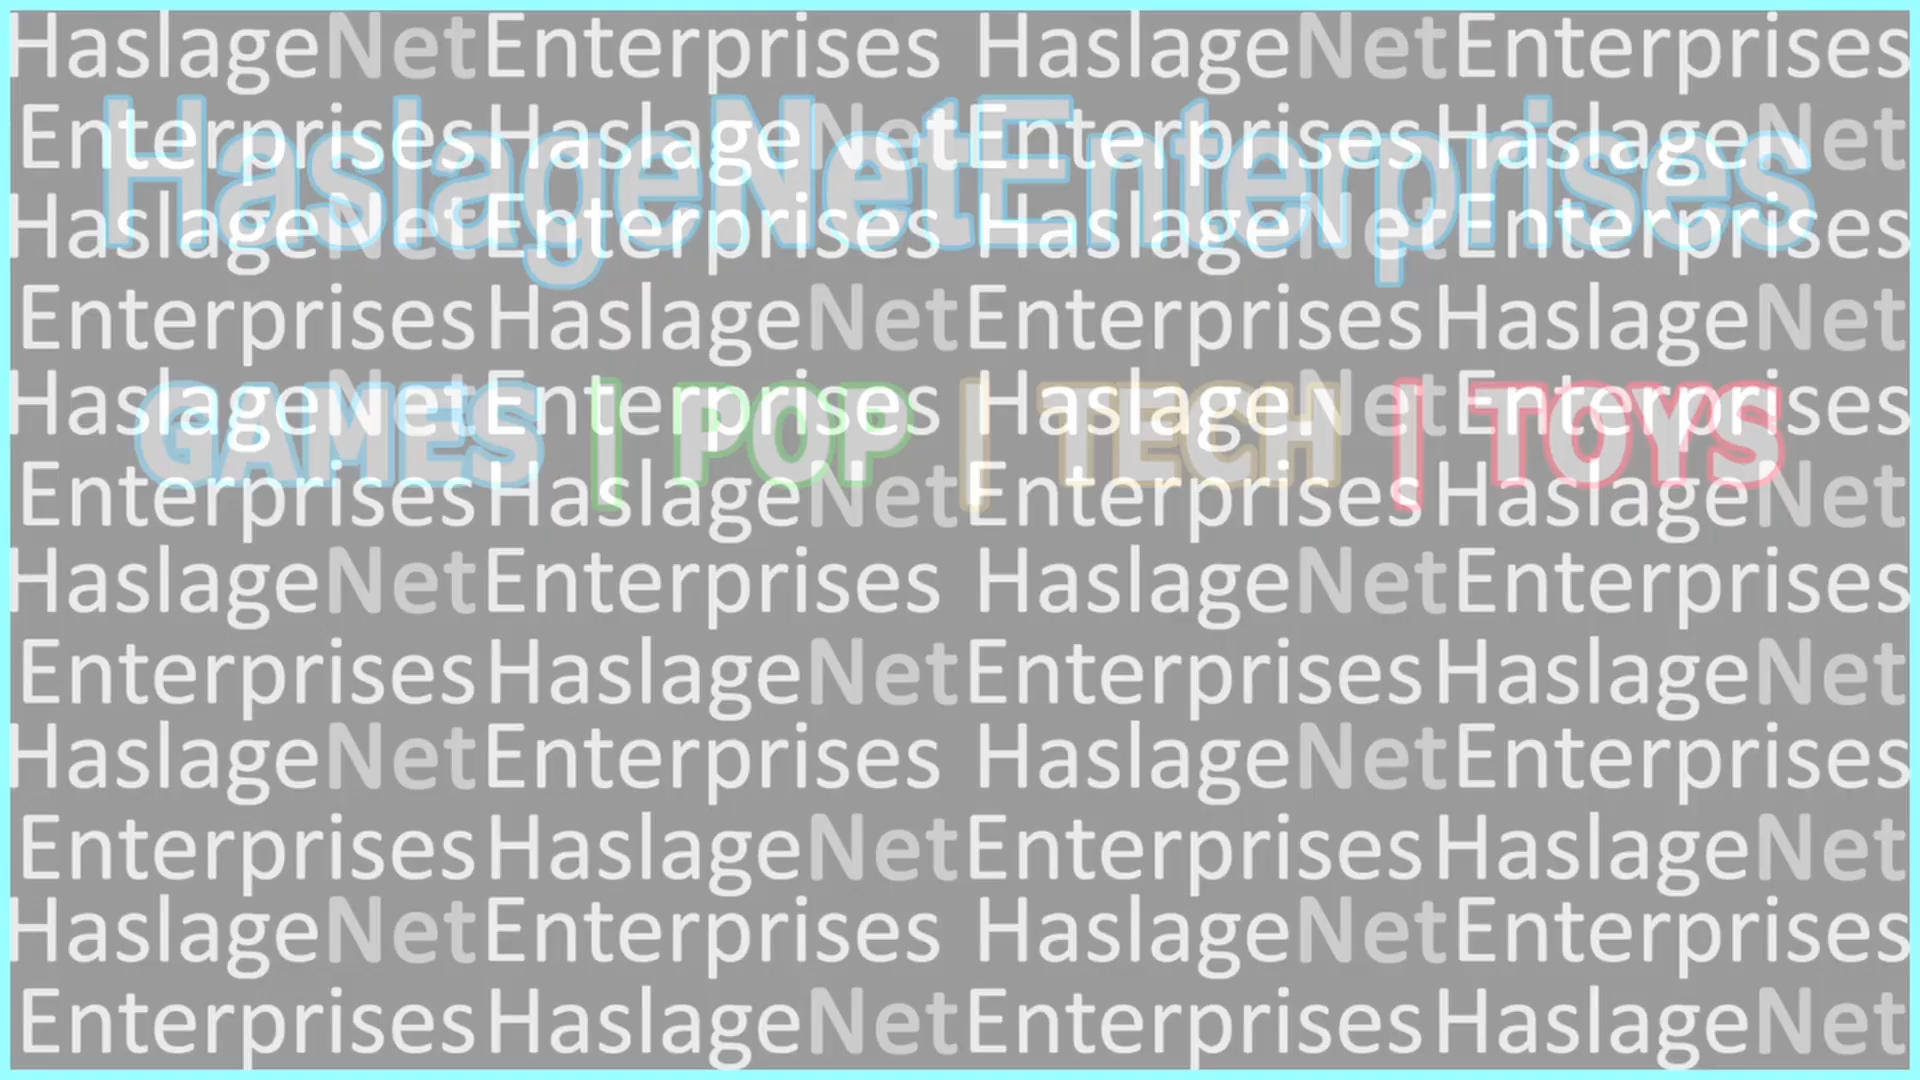 HaslageNetEnterprises HaslageNetEnterprises
HaslageNetEnterprises
EnterprisesHaslageNetEnterprisesHaslageNet
HaslageNetEnterprises HaslageNetEnterprises
EnterprisesHaslageNetEnterprisesHaslageNet
HaslageNetEnterprises HaslageNetEnterprises
GAMES | POP | TECH | TOYS
EnterprisesHaslageNetEnterprisesHaslageNet
HaslageNetEnterprises HaslageNetEnterprises
EnterprisesHaslageNetEnterprisesHaslageNet
HaslageNetEnterprises HaslageNetEnterprises
EnterprisesHaslageNetEnterprisesHaslageNet
HaslageNetEnterprises HaslageNetEnterprises
EnterprisesHaslageNetEnterprisesHaslageNet